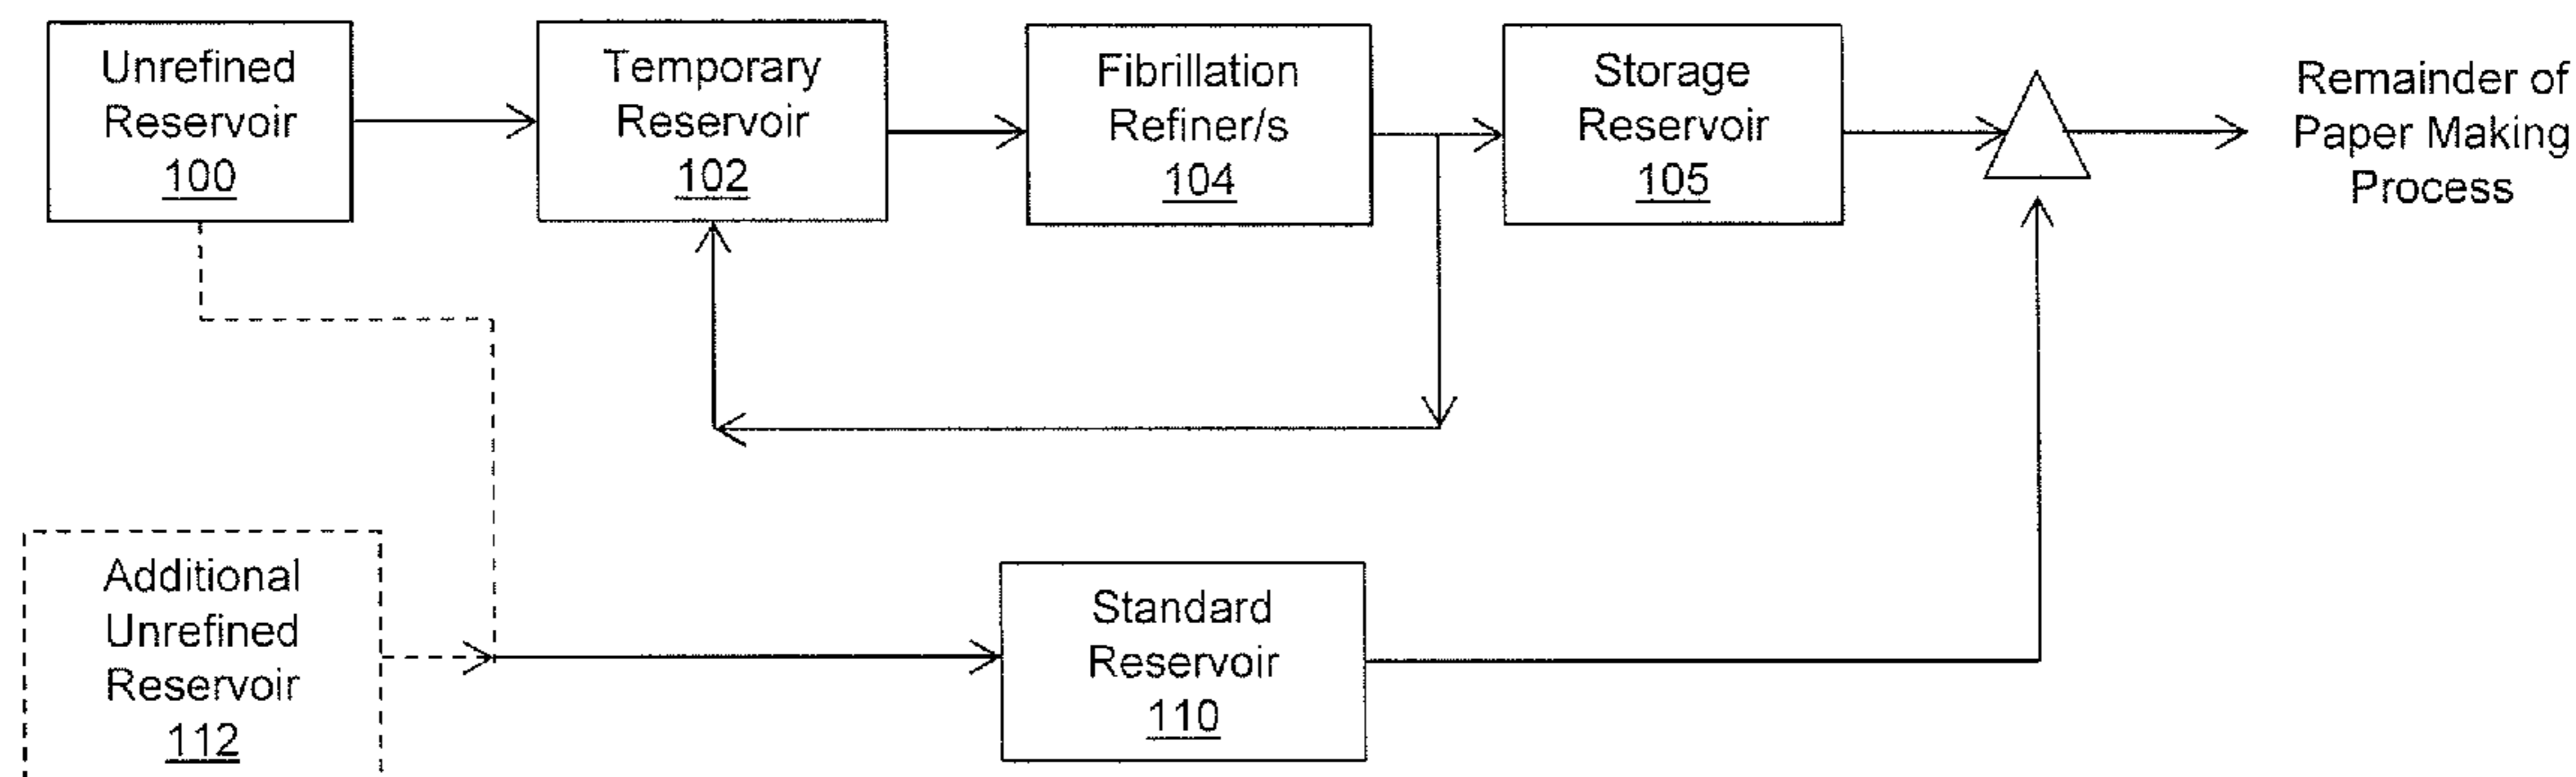 Unrefined
Reservoir
100
Temporary
Reservoir
102
Fibrillation
Refiner/s
104
Storage
Reservoir
105
Remainder of
Paper Making
Process
Additional
Unrefined
Reservoir
112
Standard
Reservoir
110